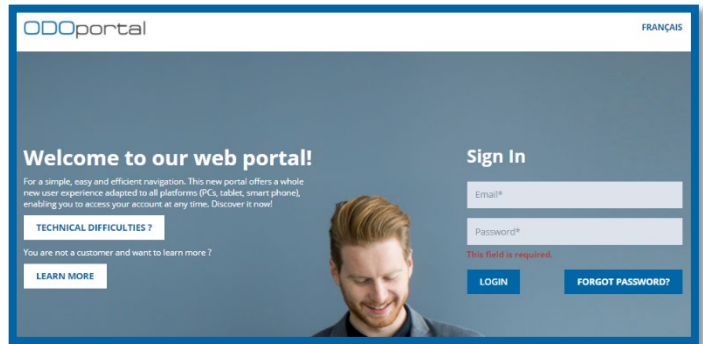 ODOportal
FRANÇAIS
Welcome to our web portal!
For a simple, easy and efficient navigation. This new portal offers a whole
new user experience adapted to all platforms (PCs, tablet, smart phone),
enabling you to access your account at any time. Discover it now!
TECHNICAL DIFFICULTIES ?
You are not a customer and want to learn more ?
LEARN MORE
Sign In
Email*
Password*
This field is required.
LOGIN
FORGOT PASSWORD?